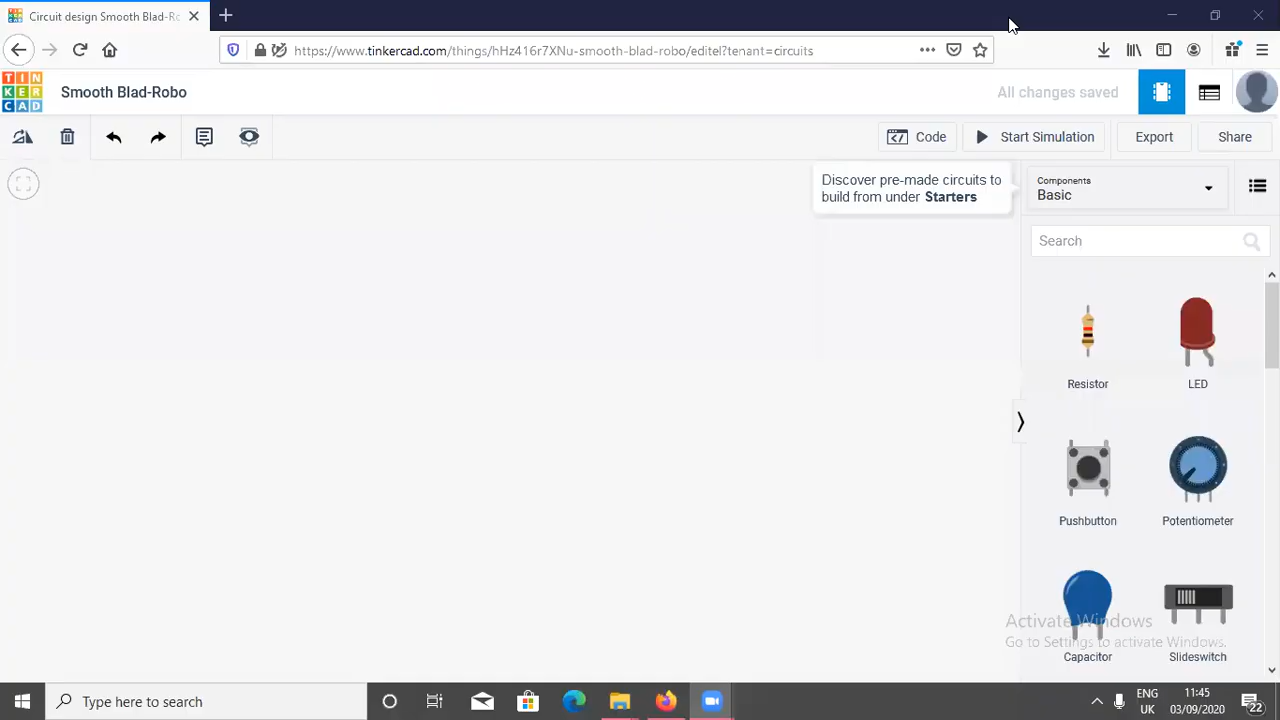 Circuit design Smooth Blad-Ro
https://www.tinkercad.com/things/hHz416r7XNu-smooth-blad-robo/editel?tenant=circuits
TIN
KER
CAD
Smooth Blad-Robo
All changes saved
Code
Start Simulation
Export
Share
Discover pre-made circuits to
build from under Starters
Components
Basic
Search
Resistor
LED
Pushbutton
Potentiometer
Capacitor
Slideswitch
Activate Windows
Go to Settings to activate Windows.
Type here to search
ENG
UK
11:45
03/09/2020
22